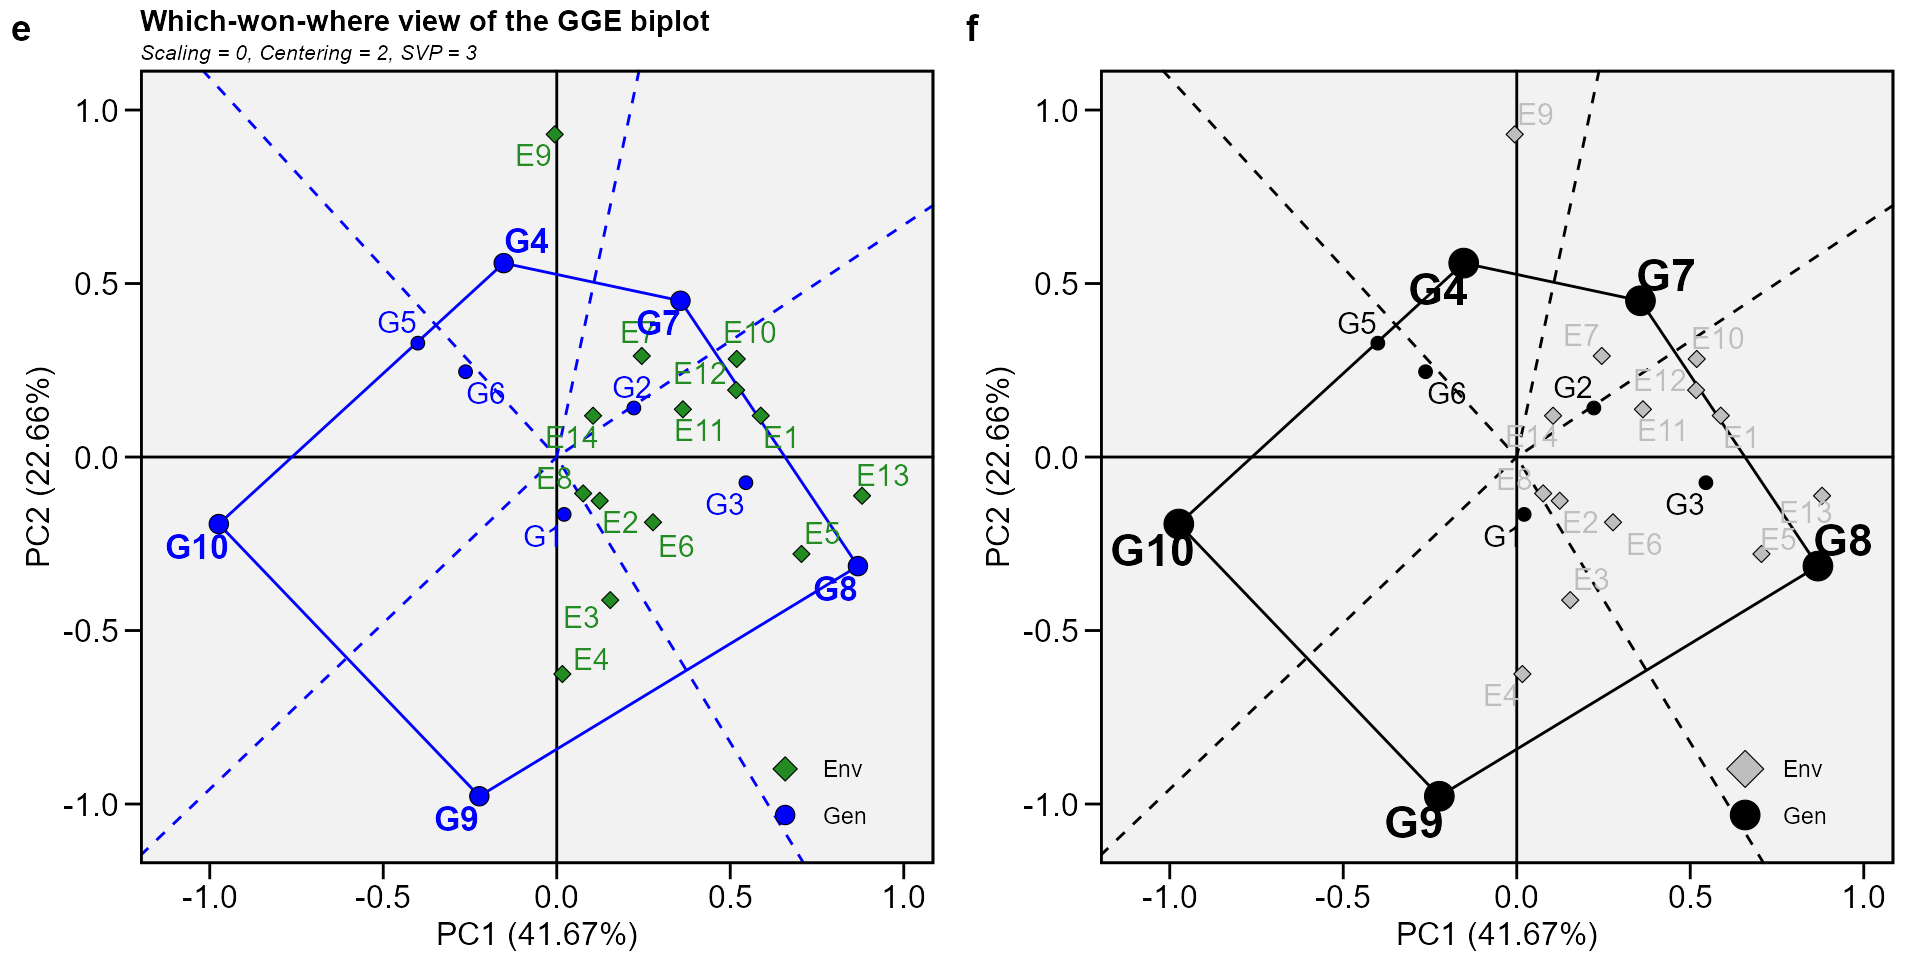 e
Which-won-where view of the GGE biplot
Scaling = 0, Centering = 2, SVP = 3
PC2 (22.66%)
1.0
0.5
0.0
-0.5
-1.0
E9
G4
G5
G7
E7
E10
G6
G2
E12
E14
E11
E1
E8
E13
G3
G1
E2
E6
E5
G10
G8
E3
E4
G9
Env
Gen
-1.0
-0.5
0.0
0.5
1.0
PC1 (41.67%)
f
PC2 (22.66%)
1.0
0.5
0.0
-0.5
-1.0
E9
G7
G4
G5
E7
E10
G6
G2
E12
E14
E11
E1
E8
G3
E13
G1
E2
E6
E5
G8
G10
E3
E4
G9
Env
Gen
-1.0
-0.5
0.0
0.5
1.0
PC1 (41.67%)